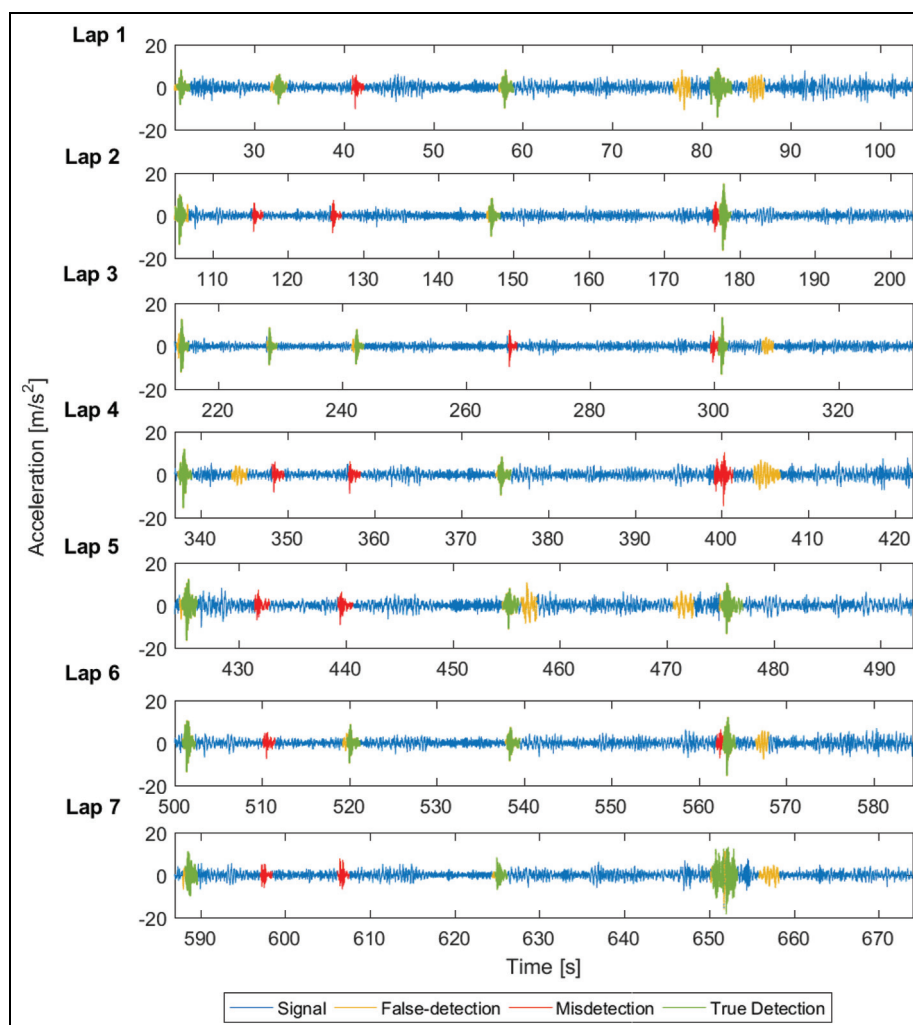 Lap 1
20
0
-20
30 40 50 60 70 80 90 100
Lap 2
20
0
-20
110 120 130 140 150 160 170 180 190 200
Lap 3
20
0
-20
220 240 260 280 300 320
Lap 4
20
0
-20
340 350 360 370 380 390 400 410 420
Lap 5
20
0
-20
430 440 450 460 470 480 490
Lap 6
20
0
-20
500 510 520 530 540 550 560 570 580
Lap 7
20
0
-20
590 600 610 620 630 640 650 660 670
Acceleration [m/s²]
Time [s]
Signal False-detection Misdetection True Detection